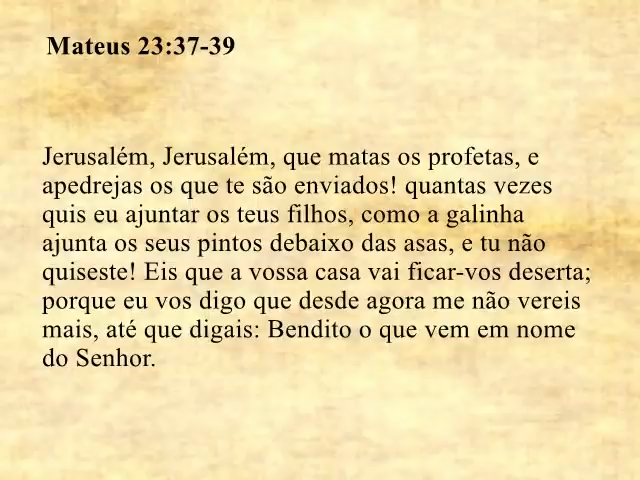 Mateus 23:37-39
Jerusalém, Jerusalém, que matas os profetas, e
apedrejas os que te são enviados! quantas vezes
quis eu ajuntar os teus filhos, como a galinha
ajunta os seus pintos debaixo das asas, e tu não
quiseste! Eis que a vossa casa vai ficar-vos deserta;
porque eu vos digo que desde agora me não vereis
mais, até que digais: Bendito o que vem em nome
do Senhor.